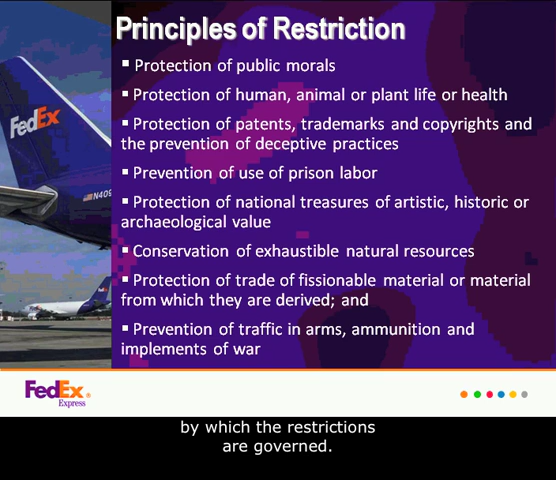 Principles of Restriction
▪ Protection of public morals
▪ Protection of human, animal or plant life or health
▪ Protection of patents, trademarks and copyrights and
the prevention of deceptive practices
▪ Prevention of use of prison labor
▪ Protection of national treasures of artistic, historic or
archaeological value
▪ Conservation of exhaustible natural resources
▪ Protection of trade of fissionable material or material
from which they are derived; and
▪ Prevention of traffic in arms, ammunition and
implements of war
FedEx
N409
FedEx®
Express
by which the restrictions
are governed.